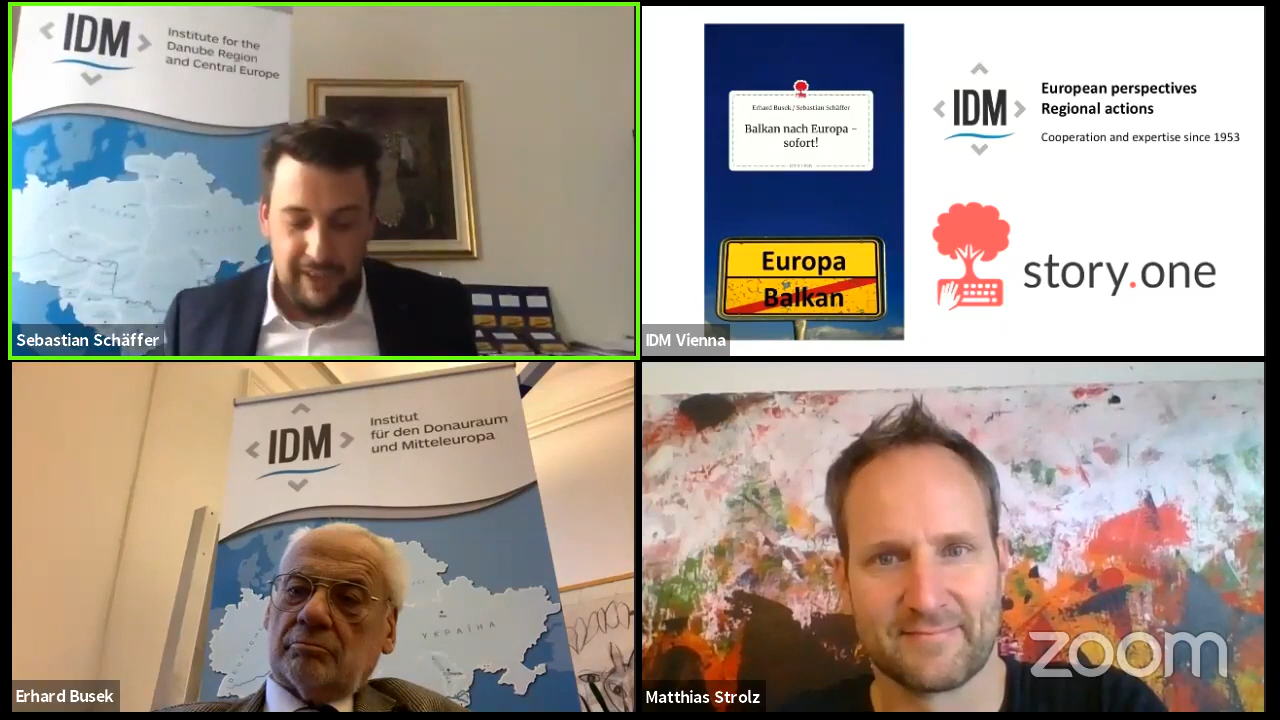 IDM
Institute for the
Danube Region
and Central Europe
Sebastian Schäffer
Erhard Busek / Sebastian Schäffer
Balkan nach Europa –
sofort!
Europa
Balkan
IDM
European perspectives
Regional actions
Cooperation and expertise since 1953
story.one
IDM Vienna
IDM
Institut
für den Donauraum
und Mitteleuropa
УКРАЇНА
Erhard Busek
Matthias Strolz
zoom